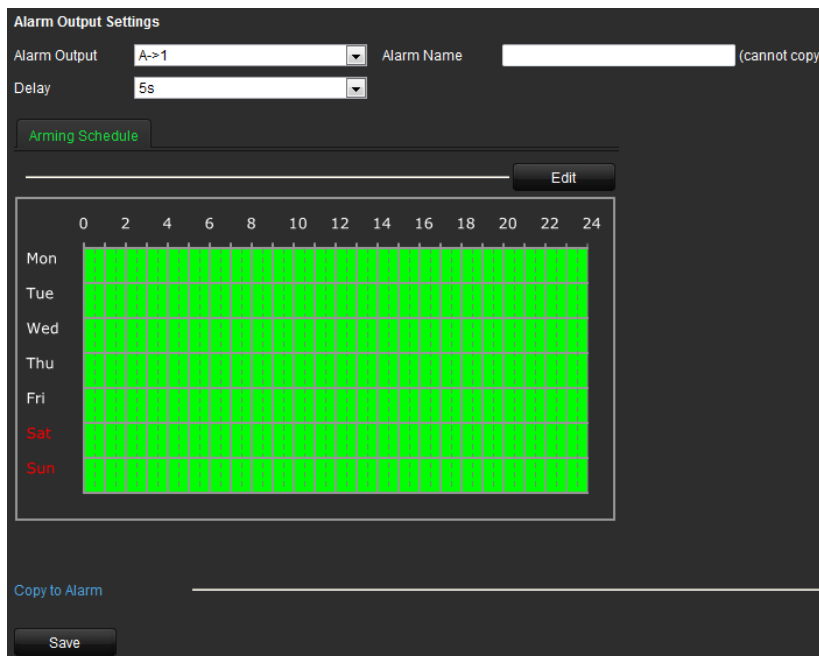 Alarm Output Settings
Alarm Output A->1 Alarm Name (cannot copy
Delay 5s
Arming Schedule
Edit
0 2 4 6 8 10 12 14 16 18 20 22 24
Mon
Tue
Wed
Thu
Fri
Sat
Sun
Copy to Alarm
Save